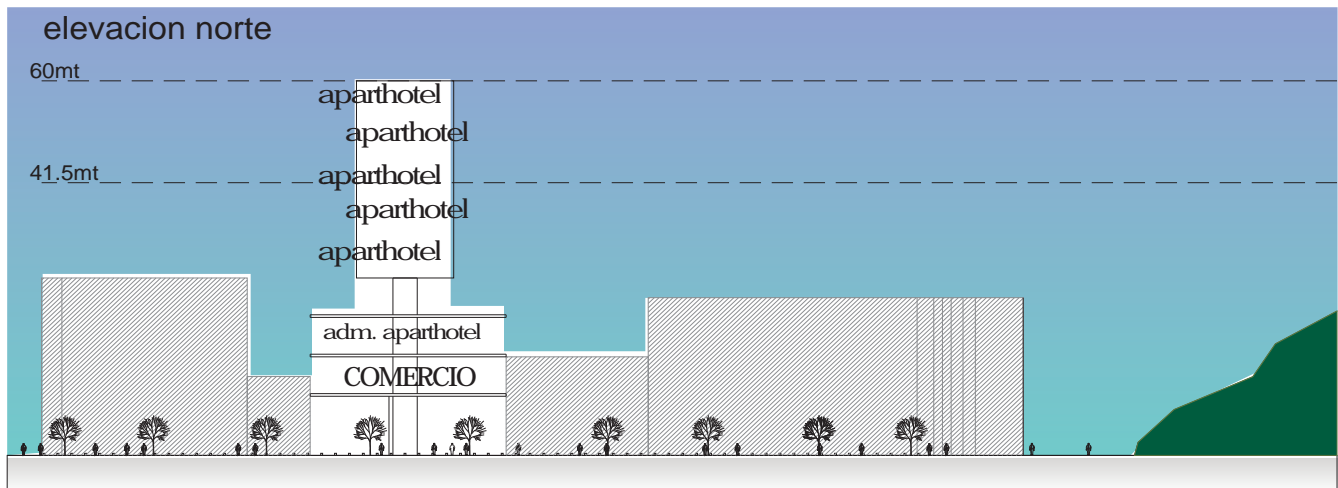 elevacion norte
60mt
aparthotel
aparthotel
41.5mt
aparthotel
aparthotel
aparthotel
adm. aparthotel
COMERCIO